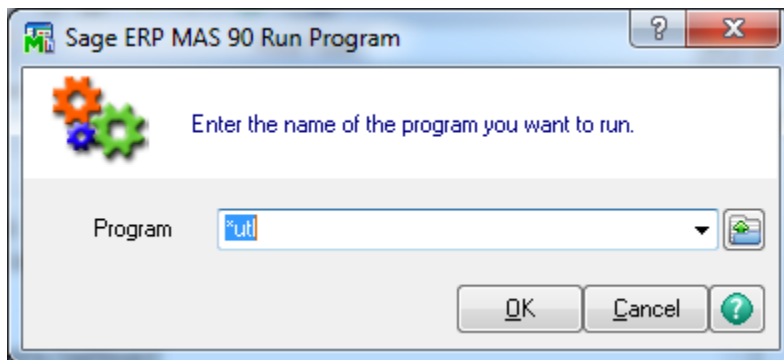 Sage ERP MAS 90 Run Program
Enter the name of the program you want to run.
Program
*utl
OK
Cancel